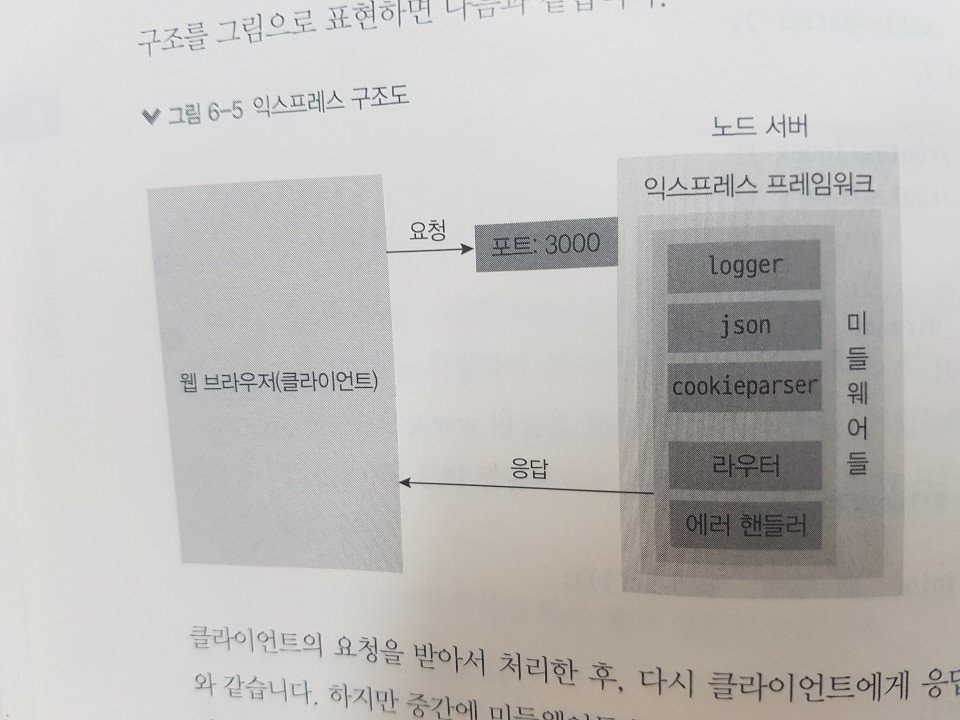 구조를 그림으로 표현하면 다음과 같습니다.
그림 6-5 익스프레스 구조도
노드 서버
익스프레스 프레임워크
요청
포트: 3000
logger
json
cookieparser
라우터
에러 핸들러
미들웨어들
웹 브라우저(클라이언트)
응답
클라이언트의 요청을 받아서 처리한 후, 다시 클라이언트에게 응답
와 같습니다. 하지만 중간에